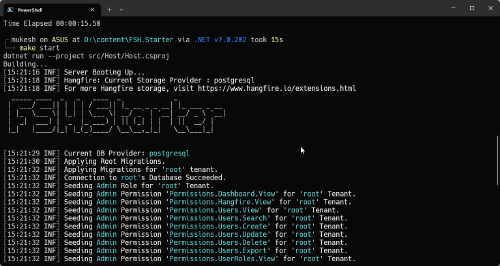 PowerShell
Time Elapsed 00:00:15.50
mukesh on ASUS at D:\content\FSH.Starter via .NET v7.0.202 took 15s
make start
dotnet run --project src/Host/Host.csproj
Building...
[15:21:16 INF] Server Booting Up...
[15:21:18 INF] Hangfire: Current Storage Provider : postgresql
[15:21:18 INF] For more Hangfire storage, visit https://www.hangfire.io/extensions.html
FSH.Starter
[15:21:29 INF] Current DB Provider: postgresql
[15:21:30 INF] Applying Root Migrations.
[15:21:32 INF] Applying Migrations for 'root' tenant.
[15:21:32 INF] Connection to root's Database Succeeded.
[15:21:32 INF] Seeding Admin Role for 'root' Tenant.
[15:21:32 INF] Seeding Admin Permission 'Permissions.Dashboard.View' for 'root' Tenant.
[15:21:32 INF] Seeding Admin Permission 'Permissions.Hangfire.View' for 'root' Tenant.
[15:21:32 INF] Seeding Admin Permission 'Permissions.Users.View' for 'root' Tenant.
[15:21:32 INF] Seeding Admin Permission 'Permissions.Users.Search' for 'root' Tenant.
[15:21:32 INF] Seeding Admin Permission 'Permissions.Users.Create' for 'root' Tenant.
[15:21:32 INF] Seeding Admin Permission 'Permissions.Users.Update' for 'root' Tenant.
[15:21:32 INF] Seeding Admin Permission 'Permissions.Users.Delete' for 'root' Tenant.
[15:21:32 INF] Seeding Admin Permission 'Permissions.Users.Export' for 'root' Tenant.
[15:21:32 INF] Seeding Admin Permission 'Permissions.UserRoles.View' for 'root' Tenant.